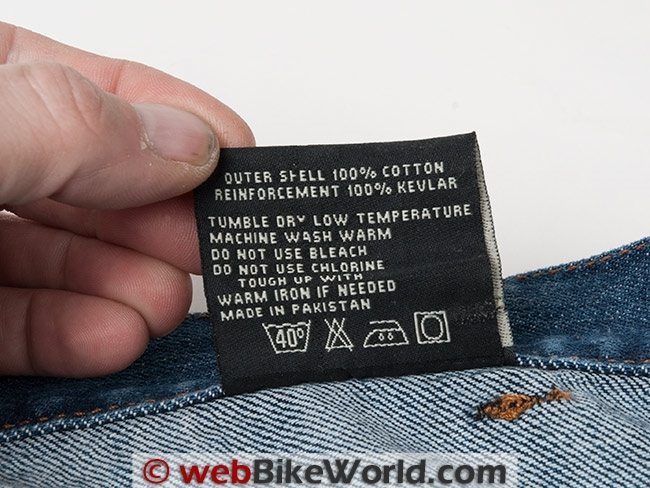 OUTER SHELL 100% COTTON
REINFORCEMENT 100% KEVLAR
TUMBLE DRY LOW TEMPERATURE
MACHINE WASH WARM
DO NOT USE BLEACH
DO NOT USE CHLORINE
TOUGH UP WITH
WARM IRON IF NEEDED
MADE IN PAKISTAN
40°
© webBikeWorld.com ®